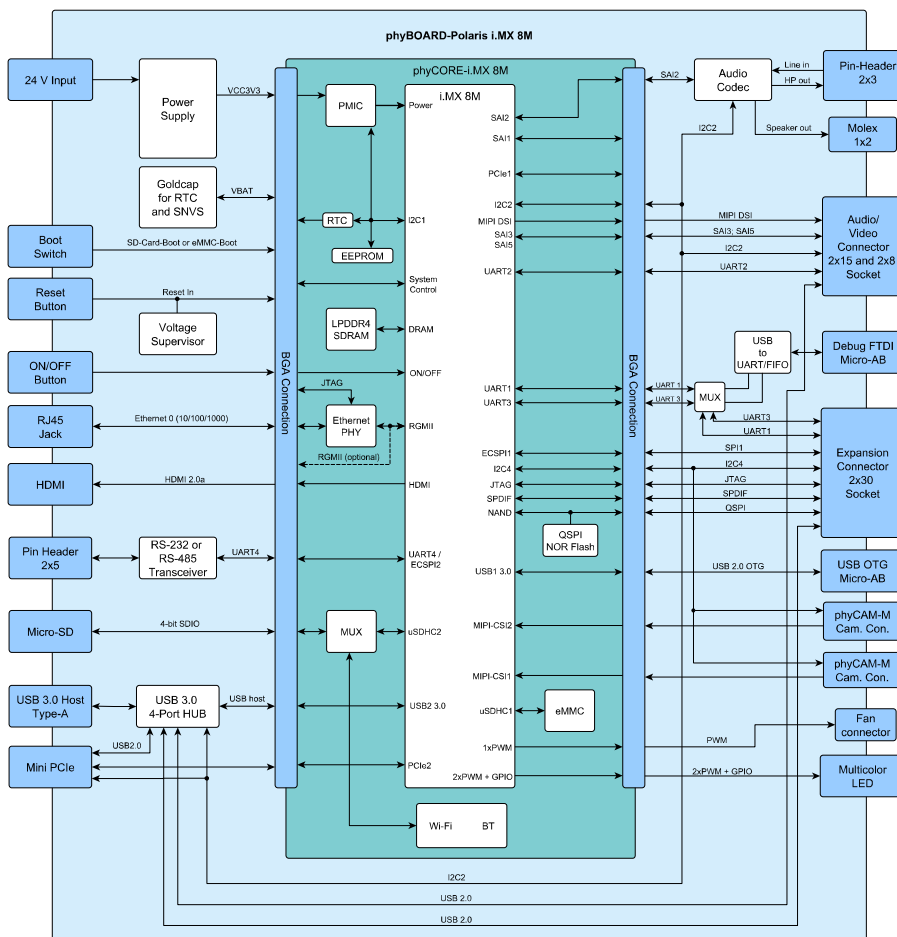 phyBOARD-Polaris i.MX 8M
phyCORE-i.MX 8M
24 V Input
Power
Supply
VCC3V3
PMIC
i.MX 8M
Power
SAI2
SAI1
PCIe1
I2C2
MIPI DSI
SAI3
SAI5
UART2
SAI2
Audio
Codec
Line in
HP out
Pin-Header
2x3
I2C2
Speaker out
Molex
1x2
Goldcap
for RTC
and SNVS
VBAT
RTC
I2C1
EEPROM
Boot
Switch
SD-Card-Boot or eMMC-Boot
MIPI DSI
SAI3; SAI5
I2C2
UART2
Audio/
Video
Connector
2x15 and 2x8
Socket
Reset
Button
Reset In
Voltage
Supervisor
System
Control
LPDDR4
SDRAM
DRAM
USB
to
UART/FIFO
Debug FTDI
Micro-AB
ON/OFF
Button
BGA Connection
ON/OFF
JTAG
BGA Connection
UART1
UART3
UART 1
UART 3
MUX
UART3
UART1
RJ45
Jack
Ethernet 0 (10/100/1000)
Ethernet
PHY
RGMII
RGMII (optional)
ECSPI1
I2C4
JTAG
SPDIF
NAND
SPI1
I2C4
JTAG
SPDIF
QSPI
Expansion
Connector
2x30
Socket
HDMI
HDMI 2.0a
HDMI
QSPI
NOR Flash
Pin Header
2x5
RS-232 or
RS-485
Transceiver
UART4
UART4 /
ECSPI2
USB1 3.0
USB 2.0 OTG
USB OTG
Micro-AB
Micro-SD
4-bit SDIO
MUX
uSDHC2
MIPI-CSI2
phyCAM-M
Cam. Con.
MIPI-CSI1
phyCAM-M
Cam. Con.
USB 3.0 Host
Type-A
USB 3.0
4-Port HUB
USB host
USB2 3.0
uSDHC1
eMMC
USB2.0
Mini PCIe
PCIe2
1xPWM
PWM
Fan
connector
2xPWM + GPIO
2xPWM + GPIO
Multicolor
LED
Wi-Fi
BT
I2C2
USB 2.0
USB 2.0